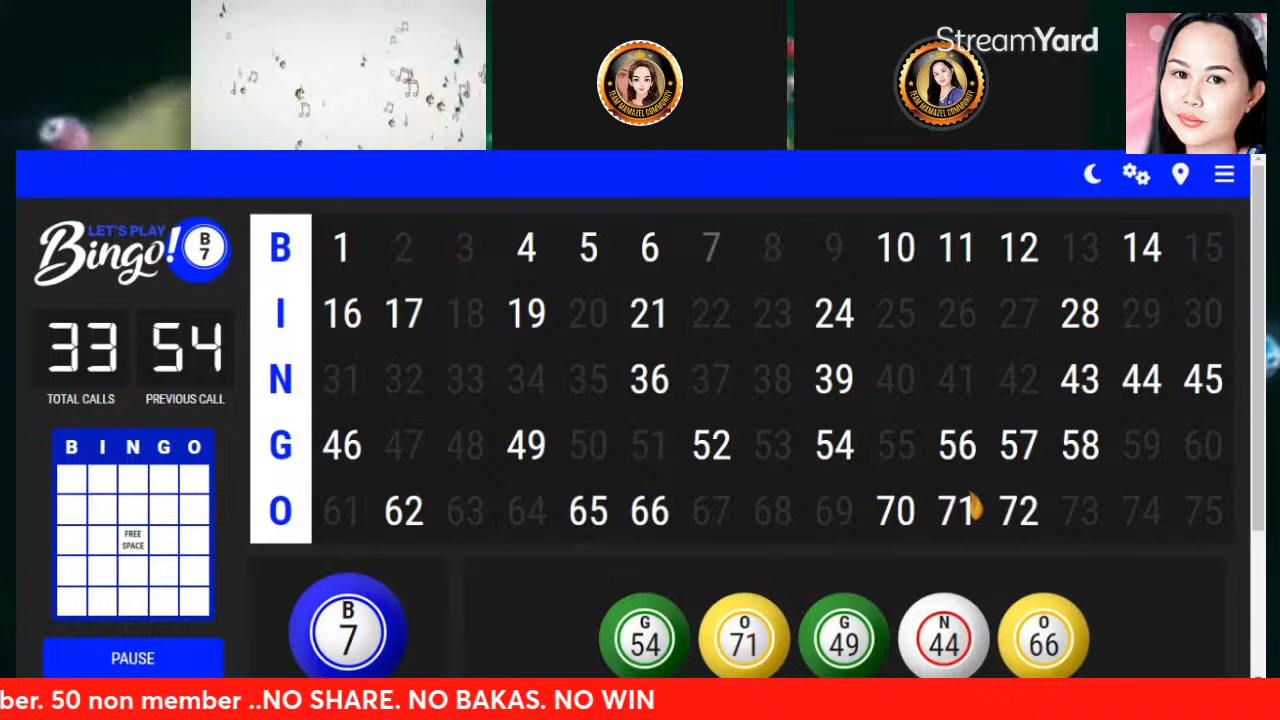 StreamYard
TEAM MAMAZEL COMMUNITY
TEAM MAMAZEL COMMUNITY
LET'S PLAY
Bingo!
B
7
33
54
TOTAL CALLS
PREVIOUS CALL
B I N G O
FREE
SPACE
PAUSE
B 1 2 3 4 5 6 7 8 9 10 11 12 13 14 15
I 16 17 18 19 20 21 22 23 24 25 26 27 28 29 30
N 31 32 33 34 35 36 37 38 39 40 41 42 43 44 45
G 46 47 48 49 50 51 52 53 54 55 56 57 58 59 60
O 61 62 63 64 65 66 67 68 69 70 71 72 73 74 75
B
7
G
54
O
71
G
49
N
44
O
66
ber. 50 non member ..NO SHARE. NO BAKAS. NO WIN